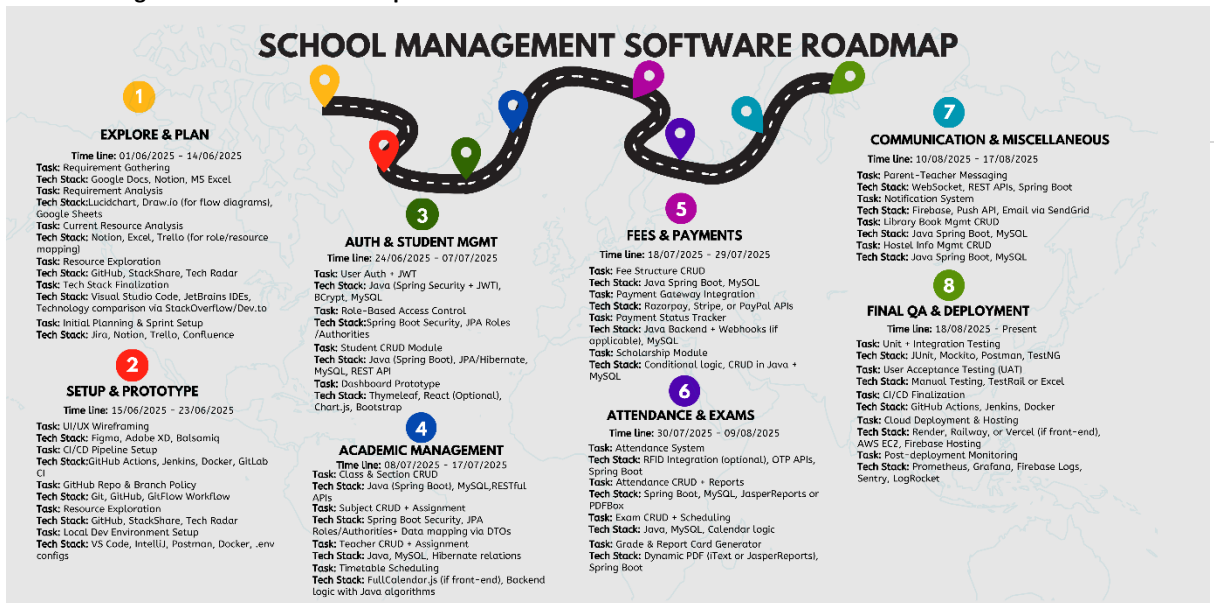 SCHOOL MANAGEMENT SOFTWARE ROADMAP
1
EXPLORE & PLAN
Time line: 01/06/2025 - 14/06/2025
Task: Requirement Gathering
Tech Stack: Google Docs, Notion, MS Excel
Task: Requirement Analysis
Tech Stack:Lucidchart, Draw.io (for flow diagrams),
Google Sheets
Task: Current Resource Analysis
Tech Stack: Notion, Excel, Trello (for role/resource
mapping)
Task: Resource Exploration
Tech Stack: GitHub, StackShare, Tech Radar
Task: Tech Stack Finalization
Tech Stack: Visual Studio Code, JetBrains IDEs,
Technology comparison via StackOverflow/Dev.to
Task: Initial Planning & Sprint Setup
Tech Stack: Jira, Notion, Trello, Confluence
2
SETUP & PROTOTYPE
Time line: 15/06/2025 - 23/06/2025
Task: UI/UX Wireframing
Tech Stack: Figma, Adobe XD, Balsamiq
Task: CI/CD Pipeline Setup
Tech Stack:GitHub Actions, Jenkins, Docker, GitLab
CI
Task: GitHub Repo & Branch Policy
Tech Stack: Git, GitHub, GitFlow Workflow
Task: Resource Exploration
Tech Stack: GitHub, StackShare, Tech Radar
Task: Local Dev Environment Setup
Tech Stack: VS Code, IntelliJ, Postman, Docker, .env
configs
3
AUTH & STUDENT MGMT
Time line: 24/06/2025 - 07/07/2025
Task: User Auth + JWT
Tech Stack: Java (Spring Security + JWT),
BCrypt, MySQL
Task: Role-Based Access Control
Tech Stack:Spring Boot Security, JPA Roles
/Authorities
Task: Student CRUD Module
Tech Stack: Java (Spring Boot), JPA/Hibernate,
MySQL, REST API
Task: Dashboard Prototype
Tech Stack: Thymeleaf, React (Optional),
Chart.js, Bootstrap
4
ACADEMIC MANAGEMENT
Time line: 08/07/2025 - 17/07/2025
Task: Class & Section CRUD
Tech Stack: Java (Spring Boot), MySQL,RESTful
APIs
Task: Subject CRUD + Assignment
Tech Stack: Spring Boot Security, JPA
Roles/Authorities+ Data mapping via DTOs
Task: Teacher CRUD + Assignment
Tech Stack: Java, MySQL, Hibernate relations
Task: Timetable Scheduling
Tech Stack: FullCalendar.js (if front-end), Backend
logic with Java algorithms
5
FEES & PAYMENTS
Time line: 18/07/2025 - 29/07/2025
Task: Fee Structure CRUD
Tech Stack: Java Spring Boot, MySQL
Task: Payment Gateway Integration
Tech Stack: Razorpay, Stripe, or PayPal APIs
Task: Payment Status Tracker
Tech Stack: Java Backend + Webhooks (if
applicable), MySQL
Task: Scholarship Module
Tech Stack: Conditional logic, CRUD in Java +
MySQL
6
ATTENDANCE & EXAMS
Time line: 30/07/2025 - 09/08/2025
Task: Attendance System
Tech Stack: RFID Integration (optional), OTP APIs,
Spring Boot
Task: Attendance CRUD + Reports
Tech Stack: Spring Boot, MySQL, JasperReports or
PDFBox
Task: Exam CRUD + Scheduling
Tech Stack: Java, MySQL, Calendar logic
Task: Grade & Report Card Generator
Tech Stack: Dynamic PDF (iText or JasperReports),
Spring Boot
7
COMMUNICATION & MISCELLANEOUS
Time line: 10/08/2025 - 17/08/2025
Task: Parent-Teacher Messaging
Tech Stack: WebSocket, REST APIs, Spring Boot
Task: Notification System
Tech Stack: Firebase, Push API, Email via SendGrid
Task: Library Book Mgmt CRUD
Tech Stack: Java Spring Boot, MySQL
Task: Hostel Info Mgmt CRUD
Tech Stack: Java Spring Boot, MySQL
8
FINAL QA & DEPLOYMENT
Time line: 18/08/2025 - Present
Task: Unit + Integration Testing
Tech Stack: JUnit, Mockito, Postman, TestNG
Task: User Acceptance Testing (UAT)
Tech Stack: Manual Testing, TestRail or Excel
Task: CI/CD Finalization
Tech Stack: GitHub Actions, Jenkins, Docker
Task: Cloud Deployment & Hosting
Tech Stack: Render, Railway, or Vercel (if front-end),
AWS EC2, Firebase Hosting
Task: Post-deployment Monitoring
Tech Stack: Prometheus, Grafana, Firebase Logs,
Sentry, LogRocket